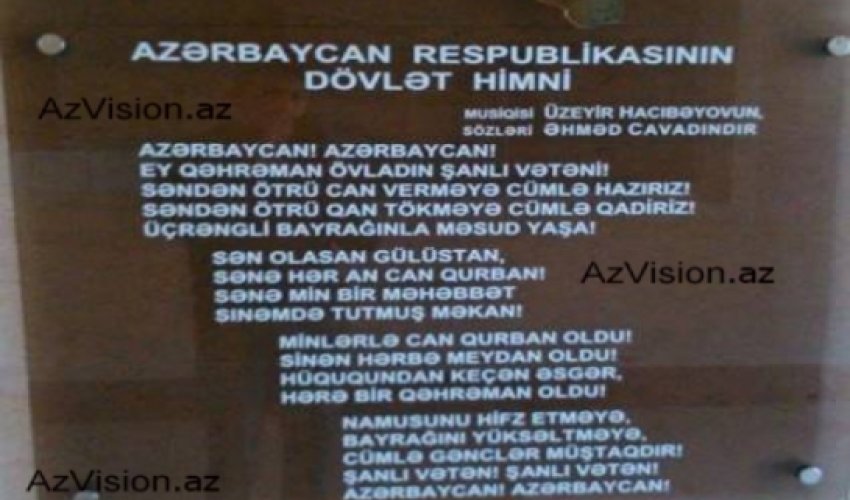 AZƏRBAYCAN RESPUBLİKASININ
DÖVLƏT HİMNİ
AzVision.az
MUSİQİSİ ÜZEYİR HACIBƏYOVUN,
SÖZLƏRİ ƏHMƏD CAVADINDIR
AZƏRBAYCAN! AZƏRBAYCAN!
EY QƏHRƏMAN ÖVLADIN ŞANLI VƏTƏNİ!
SƏNDƏN ÖTRÜ CAN VERMƏYƏ CÜMLƏ HAZIRIZ!
SƏNDƏN ÖTRÜ QAN TÖKMƏYƏ CÜMLƏ QADİRİZ!
ÜÇRƏNGLİ BAYRAĞINLA MƏSUD YAŞA!
SƏN OLASAN GÜLÜSTAN,
SƏNƏ HƏR AN CAN QURBAN!
AzVision.az
SƏNƏ MİN BİR MƏHƏBBƏT
SINƏMDƏ TUTMUŞ MƏKAN!
MİNLƏRLƏ CAN QURBAN OLDU!
SİNƏN HƏRBƏ MEYDAN OLDU!
HÜQUQUNDAN KEÇƏN ƏSGƏR,
HƏRƏ BİR QƏHRƏMAN OLDU!
NAMUSUNU HİFZ ETMƏYƏ,
BAYRAĞINI YÜKSƏLTMƏYƏ,
CÜMLƏ GƏNCLƏR MÜŞTAQDIR!
ŞANLI VƏTƏN! ŞANLI VƏTƏN!
AzVision.az
AZƏRBAYCAN! AZƏRBAYCAN!